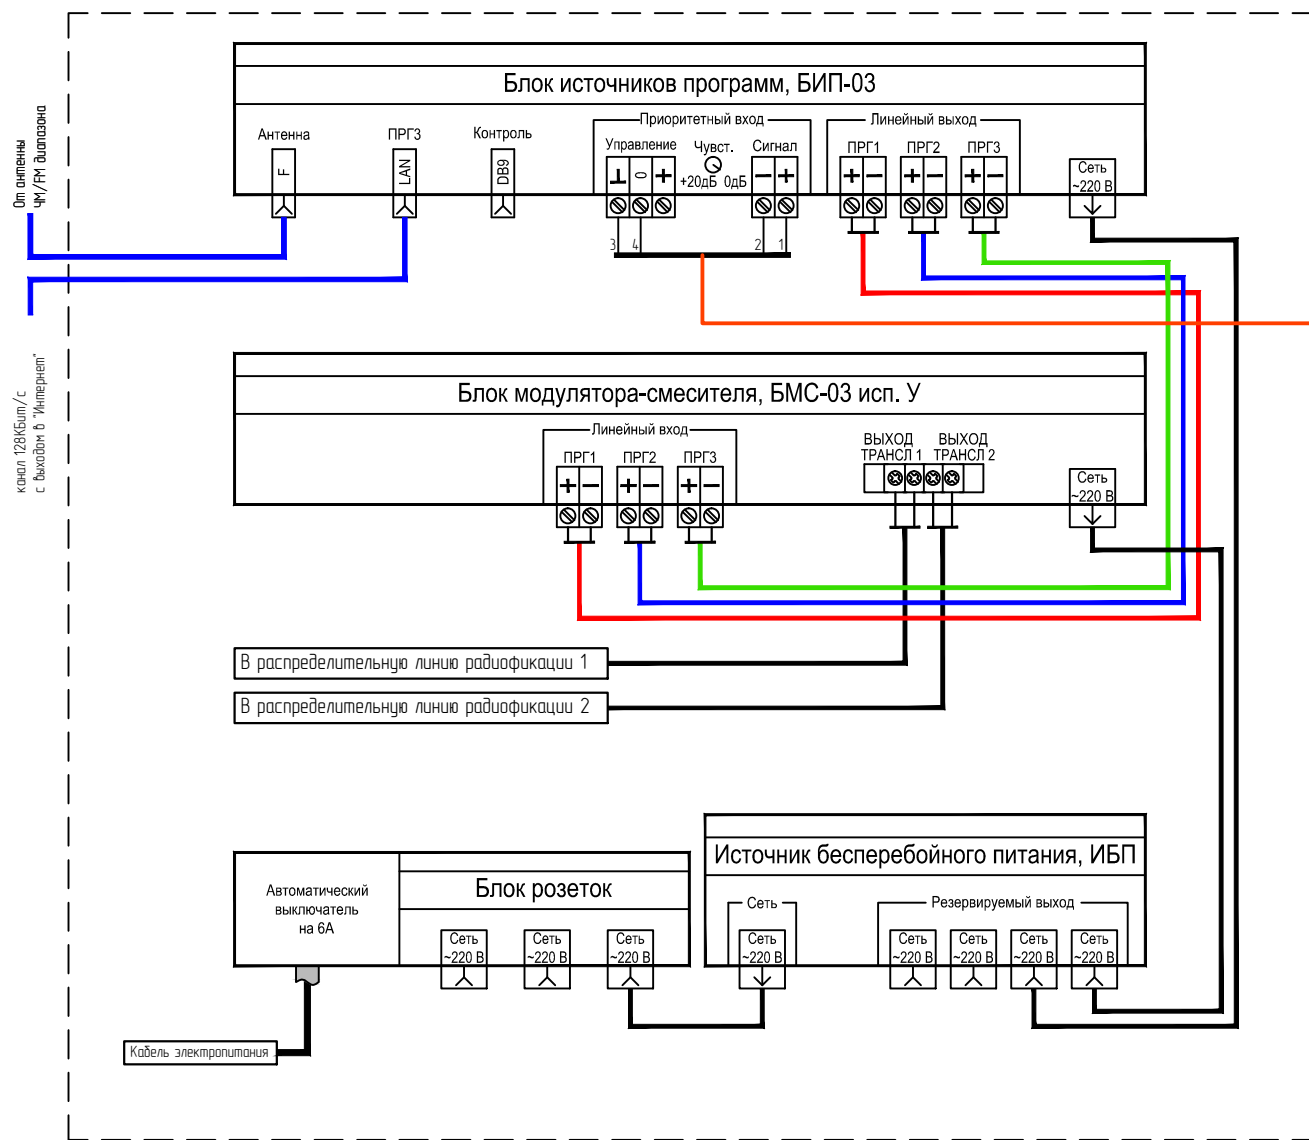 Блок источников программ, БИП-03
От антенны
ЧМ/FM диапазона
Антенна
F
ПРГ3
LAN
Контроль
DB9
Приоритетный вход
Управление
⊥ 0 +
Чувст.
+20дБ 0дБ
Сигнал
− +
Линейный выход
ПРГ1 ПРГ2 ПРГ3
+ − + − + −
Сеть
~220 В
3 4 2 1
канал 128КБит/с
с выходом в "Интернет"
Блок модулятора-смесителя, БМС-03 исп. У
Линейный вход
ПРГ1 ПРГ2 ПРГ3
+ − + − + −
ВЫХОД
ТРАНСЛ 1
ВЫХОД
ТРАНСЛ 2
Сеть
~220 В
В распределительную линию радиофикации 1
В распределительную линию радиофикации 2
Автоматический
выключатель
на 6А
Блок розеток
Сеть
~220 В
Сеть
~220 В
Сеть
~220 В
Источник бесперебойного питания, ИБП
Сеть
Сеть
~220 В
Резервируемый выход
Сеть
~220 В
Сеть
~220 В
Сеть
~220 В
Сеть
~220 В
Кабель электропитания